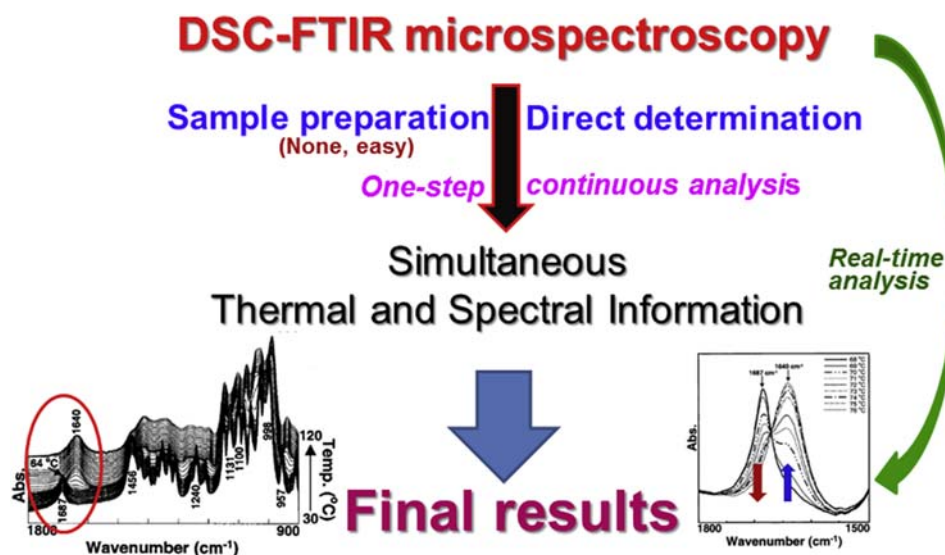 DSC-FTIR microspectroscopy
Sample preparation
(None, easy)
Direct determination
One-step continuous analysis
Real-time
analysis
Simultaneous
Thermal and Spectral Information
Final results
1640
64 °C
1687
1456
1240
1131
1100
998
957
120
30
Temp. (°C)
Abs.
1800
900
Wavenumber (cm⁻¹)
1687 cm⁻¹
1640 cm⁻¹
Abs.
1800
1500
Wavenumber (cm⁻¹)